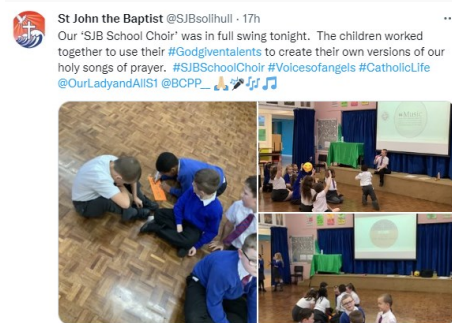 St John the Baptist @SJBsolihull · 17h
Our ‘SJB School Choir’ was in full swing tonight. The children worked
together to use their #Godgiventalents to create their own versions of our
holy songs of prayer. #SJBSchoolChoir #Voicesofangels #CatholicLife
@OurLadyandAllS1 @BCPP__ 🙏🏼🎤🎶🎵